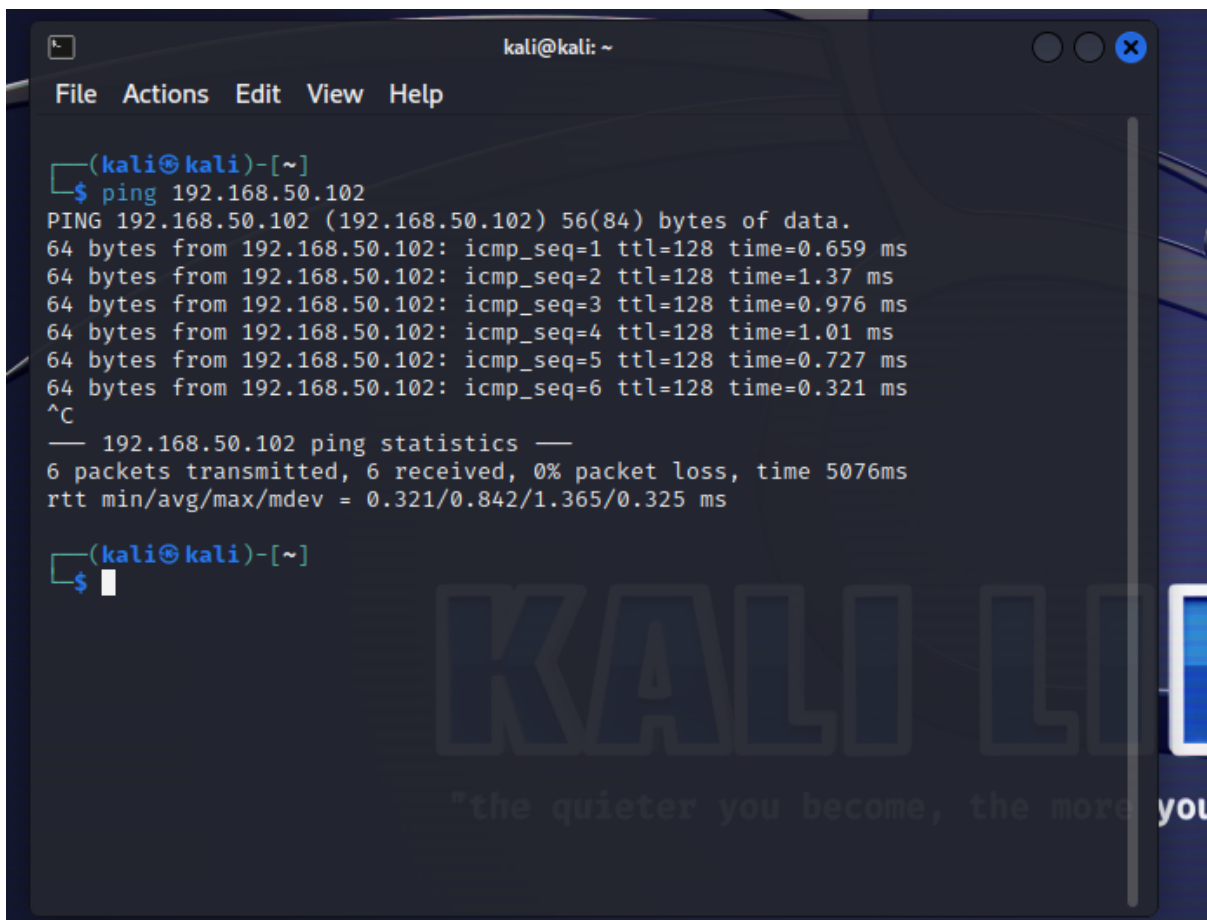 kali@kali: ~
File Actions Edit View Help
┌──(kali㉿kali)-[~]
└─$ ping 192.168.50.102
PING 192.168.50.102 (192.168.50.102) 56(84) bytes of data.
64 bytes from 192.168.50.102: icmp_seq=1 ttl=128 time=0.659 ms
64 bytes from 192.168.50.102: icmp_seq=2 ttl=128 time=1.37 ms
64 bytes from 192.168.50.102: icmp_seq=3 ttl=128 time=0.976 ms
64 bytes from 192.168.50.102: icmp_seq=4 ttl=128 time=1.01 ms
64 bytes from 192.168.50.102: icmp_seq=5 ttl=128 time=0.727 ms
64 bytes from 192.168.50.102: icmp_seq=6 ttl=128 time=0.321 ms
^C
--- 192.168.50.102 ping statistics ---
6 packets transmitted, 6 received, 0% packet loss, time 5076ms
rtt min/avg/max/mdev = 0.321/0.842/1.365/0.325 ms
┌──(kali㉿kali)-[~]
└─$
KALI LI
"the quieter you become, the more you